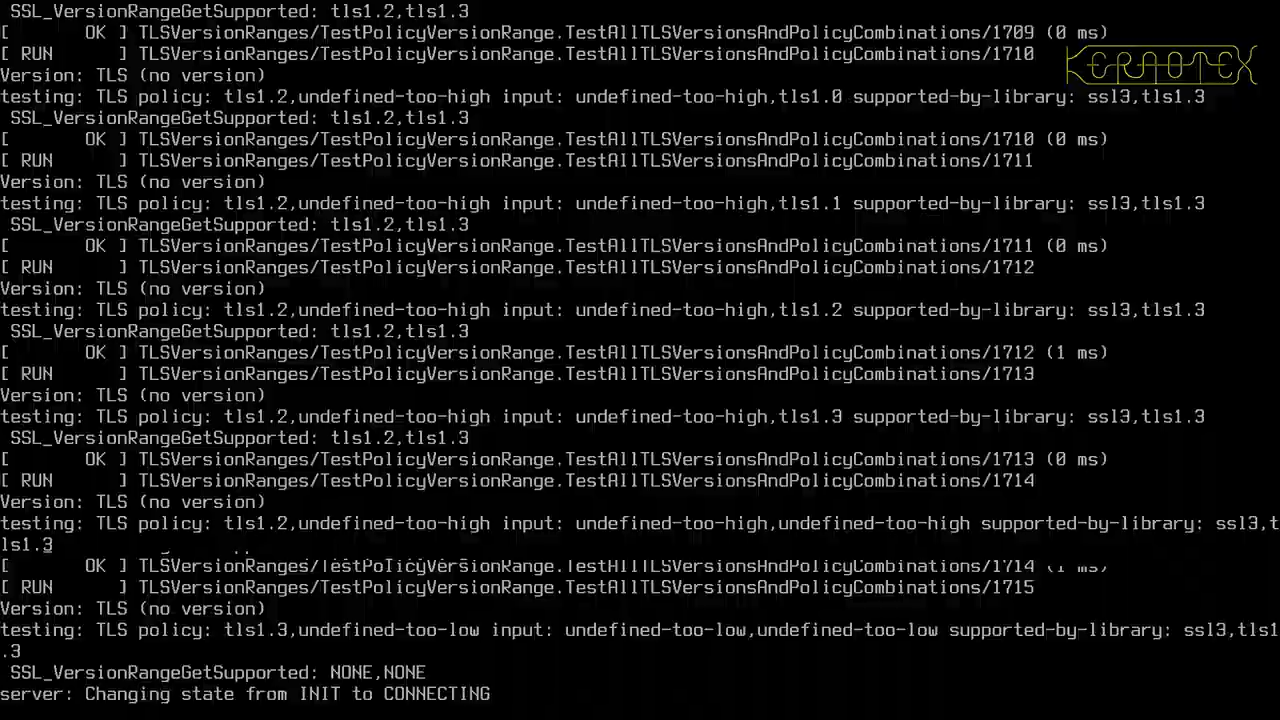 SSL_VersionRangeGetSupported: tls1.2,tls1.3
[       OK ] TLSVersionRanges/TestPolicyVersionRange.TestAllTLSVersionsAndPolicyCombinations/1709 (0 ms)
[ RUN      ] TLSVersionRanges/TestPolicyVersionRange.TestAllTLSVersionsAndPolicyCombinations/1710
KERAOTEX
Version: TLS (no version)
testing: TLS policy: tls1.2,undefined-too-high input: undefined-too-high,tls1.0 supported-by-library: ssl3,tls1.3
SSL_VersionRangeGetSupported: tls1.2,tls1.3
[       OK ] TLSVersionRanges/TestPolicyVersionRange.TestAllTLSVersionsAndPolicyCombinations/1710 (0 ms)
[ RUN      ] TLSVersionRanges/TestPolicyVersionRange.TestAllTLSVersionsAndPolicyCombinations/1711
Version: TLS (no version)
testing: TLS policy: tls1.2,undefined-too-high input: undefined-too-high,tls1.1 supported-by-library: ssl3,tls1.3
SSL_VersionRangeGetSupported: tls1.2,tls1.3
[       OK ] TLSVersionRanges/TestPolicyVersionRange.TestAllTLSVersionsAndPolicyCombinations/1711 (0 ms)
[ RUN      ] TLSVersionRanges/TestPolicyVersionRange.TestAllTLSVersionsAndPolicyCombinations/1712
Version: TLS (no version)
testing: TLS policy: tls1.2,undefined-too-high input: undefined-too-high,tls1.2 supported-by-library: ssl3,tls1.3
SSL_VersionRangeGetSupported: tls1.2,tls1.3
[       OK ] TLSVersionRanges/TestPolicyVersionRange.TestAllTLSVersionsAndPolicyCombinations/1712 (1 ms)
[ RUN      ] TLSVersionRanges/TestPolicyVersionRange.TestAllTLSVersionsAndPolicyCombinations/1713
Version: TLS (no version)
testing: TLS policy: tls1.2,undefined-too-high input: undefined-too-high,tls1.3 supported-by-library: ssl3,tls1.3
SSL_VersionRangeGetSupported: tls1.2,tls1.3
[       OK ] TLSVersionRanges/TestPolicyVersionRange.TestAllTLSVersionsAndPolicyCombinations/1713 (0 ms)
[ RUN      ] TLSVersionRanges/TestPolicyVersionRange.TestAllTLSVersionsAndPolicyCombinations/1714
Version: TLS (no version)
testing: TLS policy: tls1.2,undefined-too-high input: undefined-too-high,undefined-too-high supported-by-library: ssl3,t
ls1.3
[       OK ] TLSVersionRanges/TestPolicyVersionRange.TestAllTLSVersionsAndPolicyCombinations/1714 (1 ms)
[ RUN      ] TLSVersionRanges/TestPolicyVersionRange.TestAllTLSVersionsAndPolicyCombinations/1715
Version: TLS (no version)
testing: TLS policy: tls1.3,undefined-too-low input: undefined-too-low,undefined-too-low supported-by-library: ssl3,tls1
.3
SSL_VersionRangeGetSupported: NONE,NONE
server: Changing state from INIT to CONNECTING